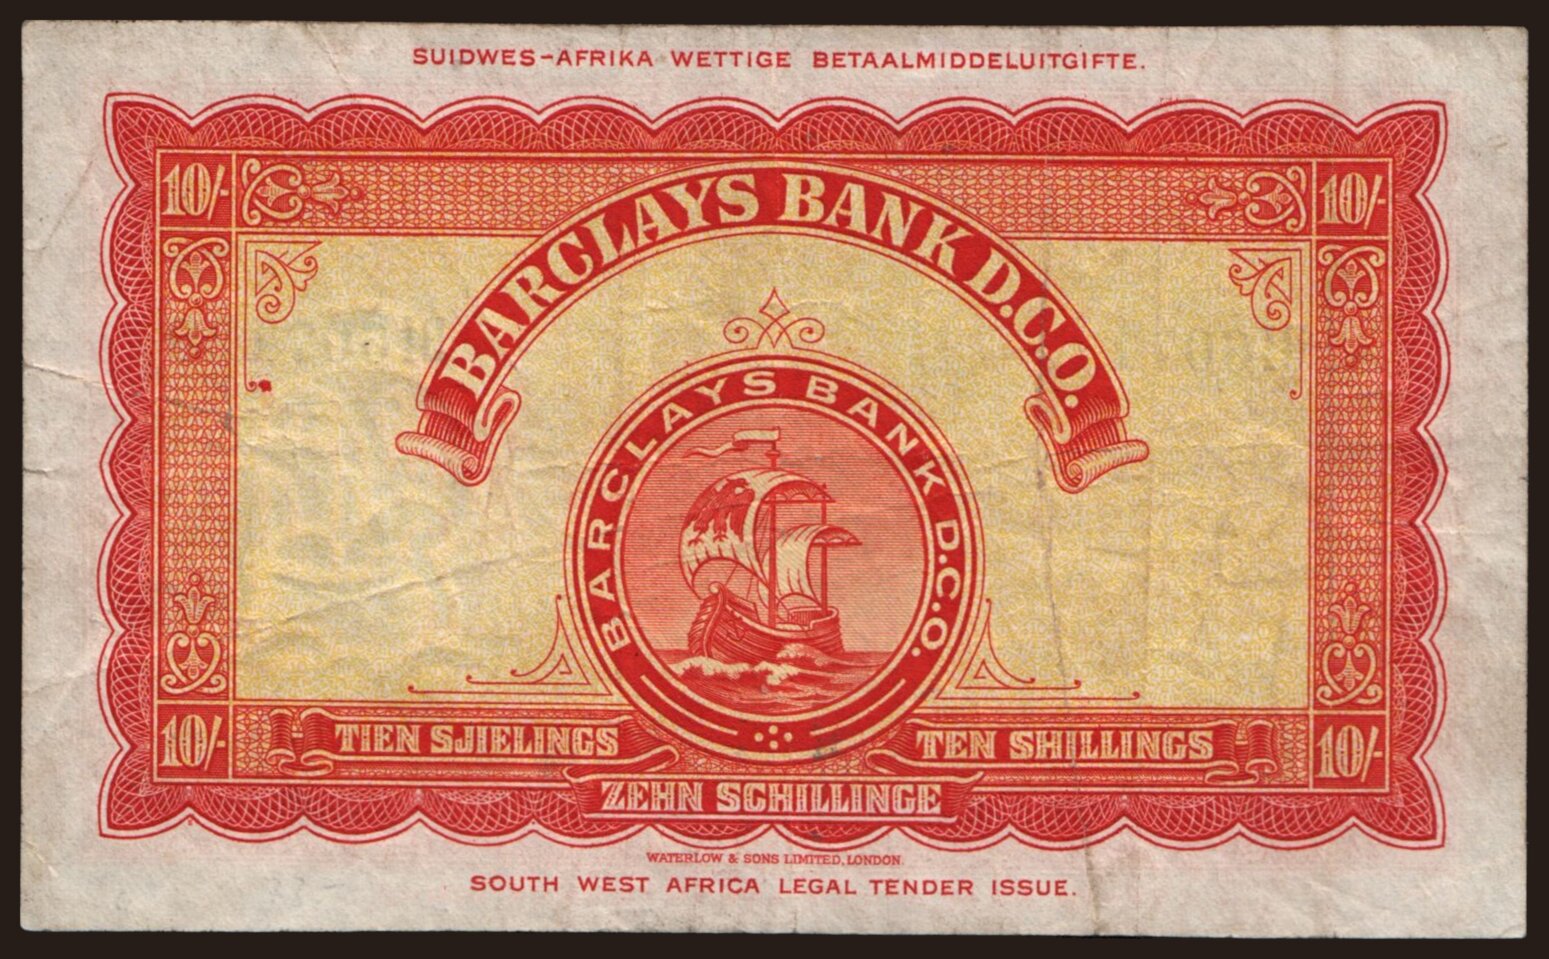 SUIDWES-AFRIKA WETTIGE BETAALMIDDELUITGIFTE.
10/- 10/-
BARCLAYS BANK D.C.O.
BARCLAYS BANK D.C.O.
TIEN SJIELINGS TEN SHILLINGS
10/- 10/-
ZEHN SCHILLINGE
WATERLOW & SONS LIMITED, LONDON.
SOUTH WEST AFRICA LEGAL TENDER ISSUE.